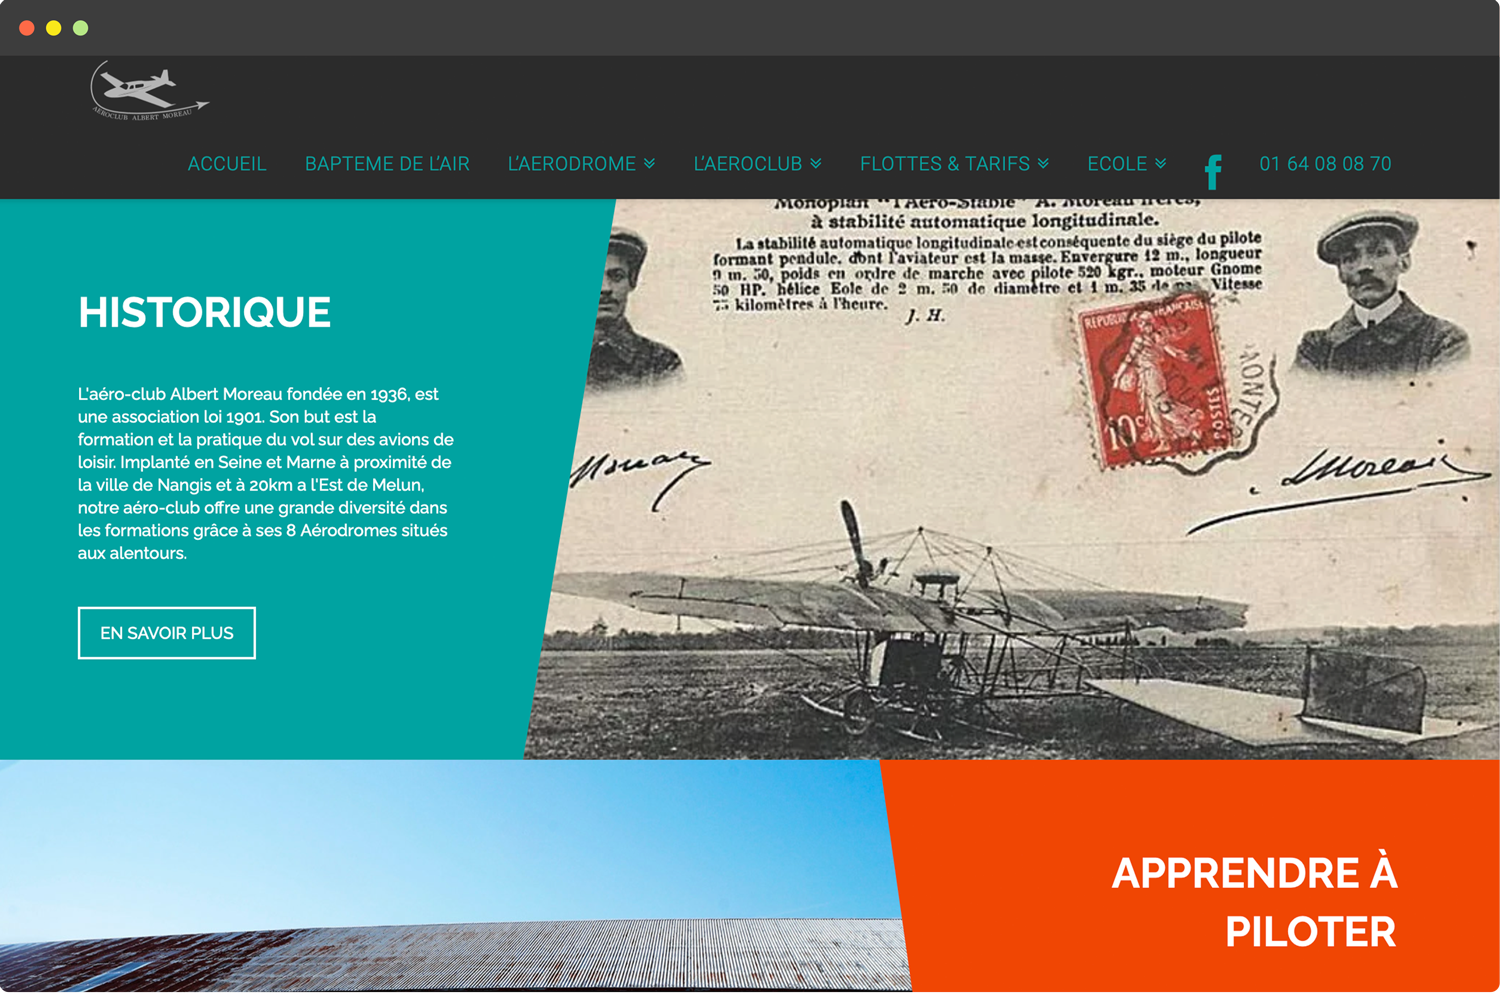 AÉROCLUB ALBERT MOREAU
ACCUEIL BAPTEME DE L'AIR L'AERODROME L'AEROCLUB FLOTTES & TARIFS ECOLE f 01 64 08 08 70
Monoplan "l'Aéro-Stable" A. Moreau frères,
à stabilité automatique longitudinale.
La stabilité automatique longitudinale est conséquente du siège du pilote
formant pendule, dont l'aviateur est la masse. Envergure 12 m., longueur
9 m. 50, poids en ordre de marche avec pilote 520 kgr., moteur Gnome
50 HP. hélice Eole de 2 m. 50 de diamètre et 1 m. 35 de Vitesse
75 kilomètres à l'heure.
J. H.
HISTORIQUE
L'aéro-club Albert Moreau fondée en 1936, est
une association loi 1901. Son but est la
formation et la pratique du vol sur des avions de
loisir. Implanté en Seine et Marne à proximité de
la ville de Nangis et à 20km a l'Est de Melun,
notre aéro-club offre une grande diversité dans
les formations grâce à ses 8 Aérodromes situés
aux alentours.
EN SAVOIR PLUS
10c POSTES
APPRENDRE À
PILOTER